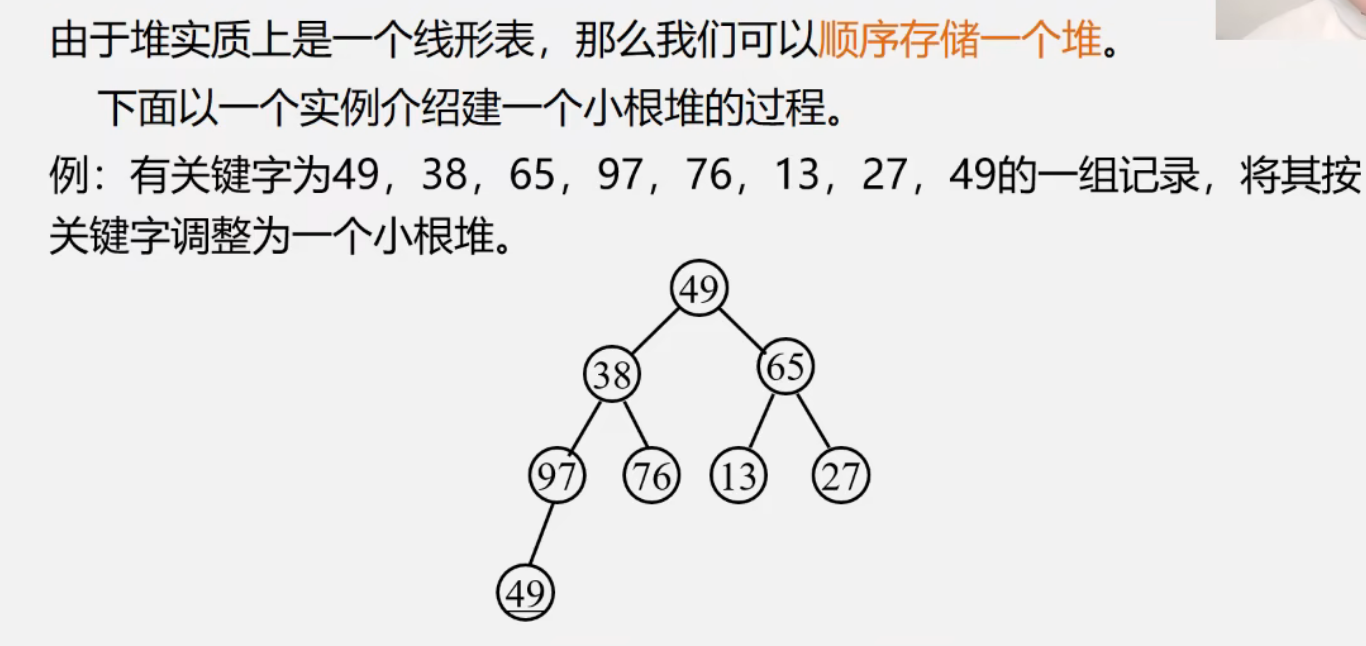 由于堆实质上是一个线形表，那么我们可以顺序存储一个堆。
下面以一个实例介绍建一个小根堆的过程。
例：有关键字为49，38，65，97，76，13，27，49的一组记录，将其按
关键字调整为一个小根堆。
49
38 65
97 76 13 27
49